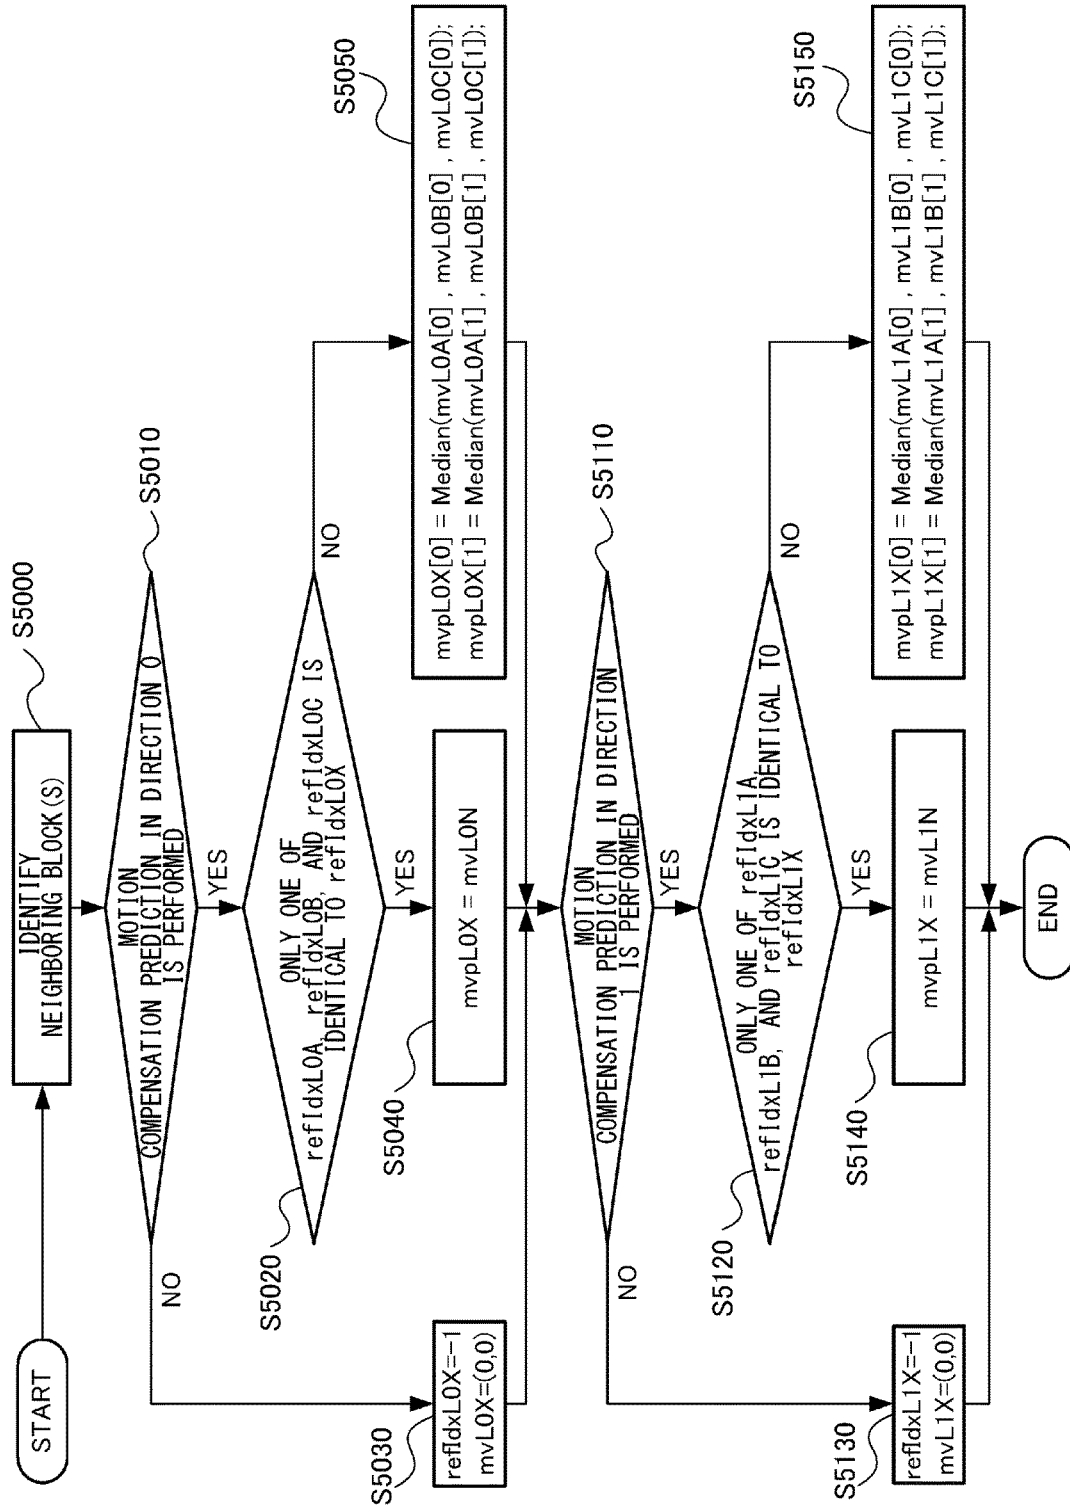 START
IDENTIFY
NEIGHBORING BLOCK(S)
S5000
MOTION
COMPENSATION PREDICTION IN DIRECTION 0
IS PERFORMED
S5010
NO
YES
ONLY ONE OF
refIdxL0A, refIdxL0B, AND refIdxL0C IS
IDENTICAL TO refIdxL0X
S5020
NO
YES
refIdxL0X=-1
mvL0X=(0,0)
S5030
mvpL0X = mvL0N
S5040
mvpL0X[0] = Median(mvL0A[0] , mvL0B[0] , mvL0C[0]);
mvpL0X[1] = Median(mvL0A[1] , mvL0B[1] , mvL0C[1]);
S5050
MOTION
COMPENSATION PREDICTION IN DIRECTION
1 IS PERFORMED
S5110
NO
YES
ONLY ONE OF refIdxL1A,
refIdxL1B, AND refIdxL1C IS IDENTICAL TO
refIdxL1X
S5120
NO
YES
refIdxL1X=-1
mvL1X=(0,0)
S5130
mvpL1X = mvL1N
S5140
mvpL1X[0] = Median(mvL1A[0] , mvL1B[0] , mvL1C[0]);
mvpL1X[1] = Median(mvL1A[1] , mvL1B[1] , mvL1C[1]);
S5150
END